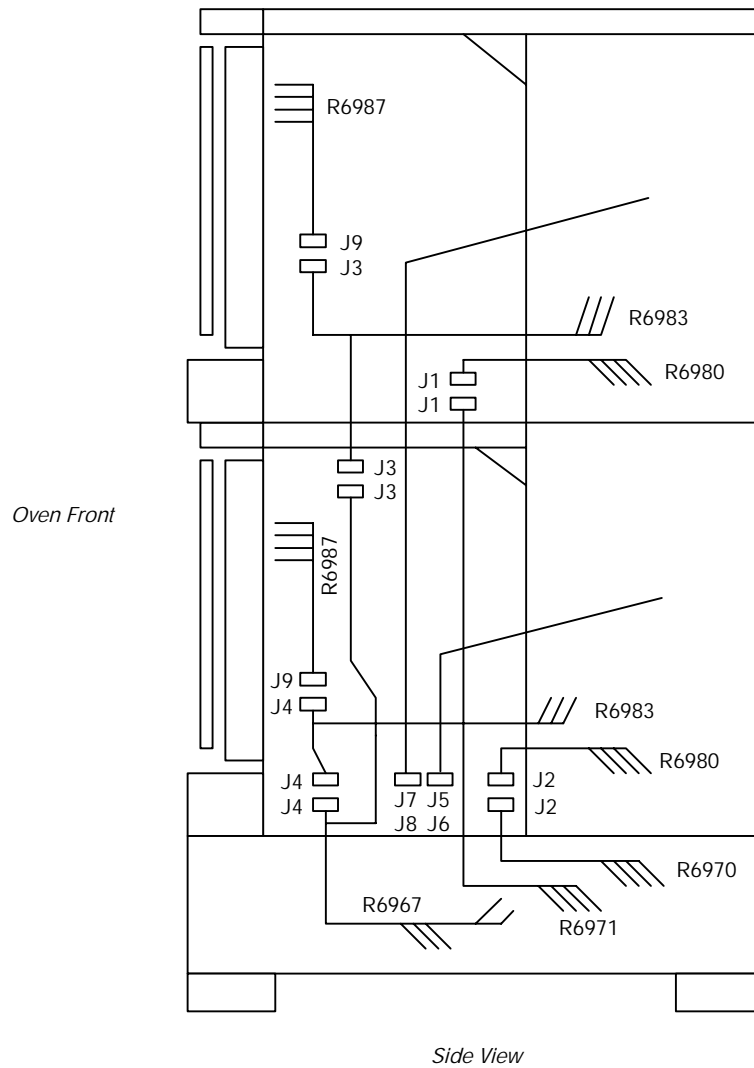 R6987
J9
J3
R6983
J1
R6980
J1
J3
J3
Oven Front
R6987
J9
J4
R6983
R6980
J4
J7 J5
J2
J4
J8 J6
J2
R6970
R6967
R6971
Side View